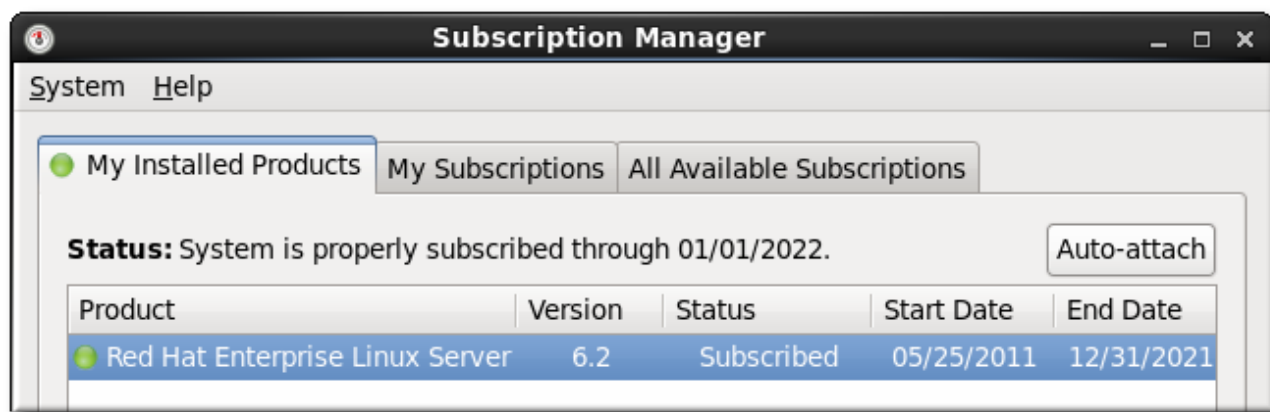 Subscription Manager
System Help
My Installed Products My Subscriptions All Available Subscriptions
Status: System is properly subscribed through 01/01/2022. Auto-attach
Product Version Status Start Date End Date
Red Hat Enterprise Linux Server 6.2 Subscribed 05/25/2011 12/31/2021